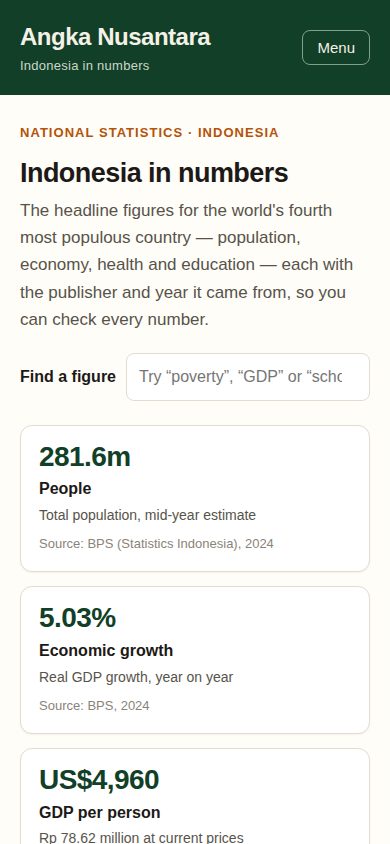 Angka Nusantara
Indonesia in numbers
Menu
NATIONAL STATISTICS · INDONESIA
Indonesia in numbers
The headline figures for the world's fourth
most populous country — population,
economy, health and education — each with
the publisher and year it came from, so you
can check every number.
Find a figure
Try “poverty”, “GDP” or “scho
281.6m
People
Total population, mid-year estimate
Source: BPS (Statistics Indonesia), 2024
5.03%
Economic growth
Real GDP growth, year on year
Source: BPS, 2024
US$4,960
GDP per person
Rp 78.62 million at current prices